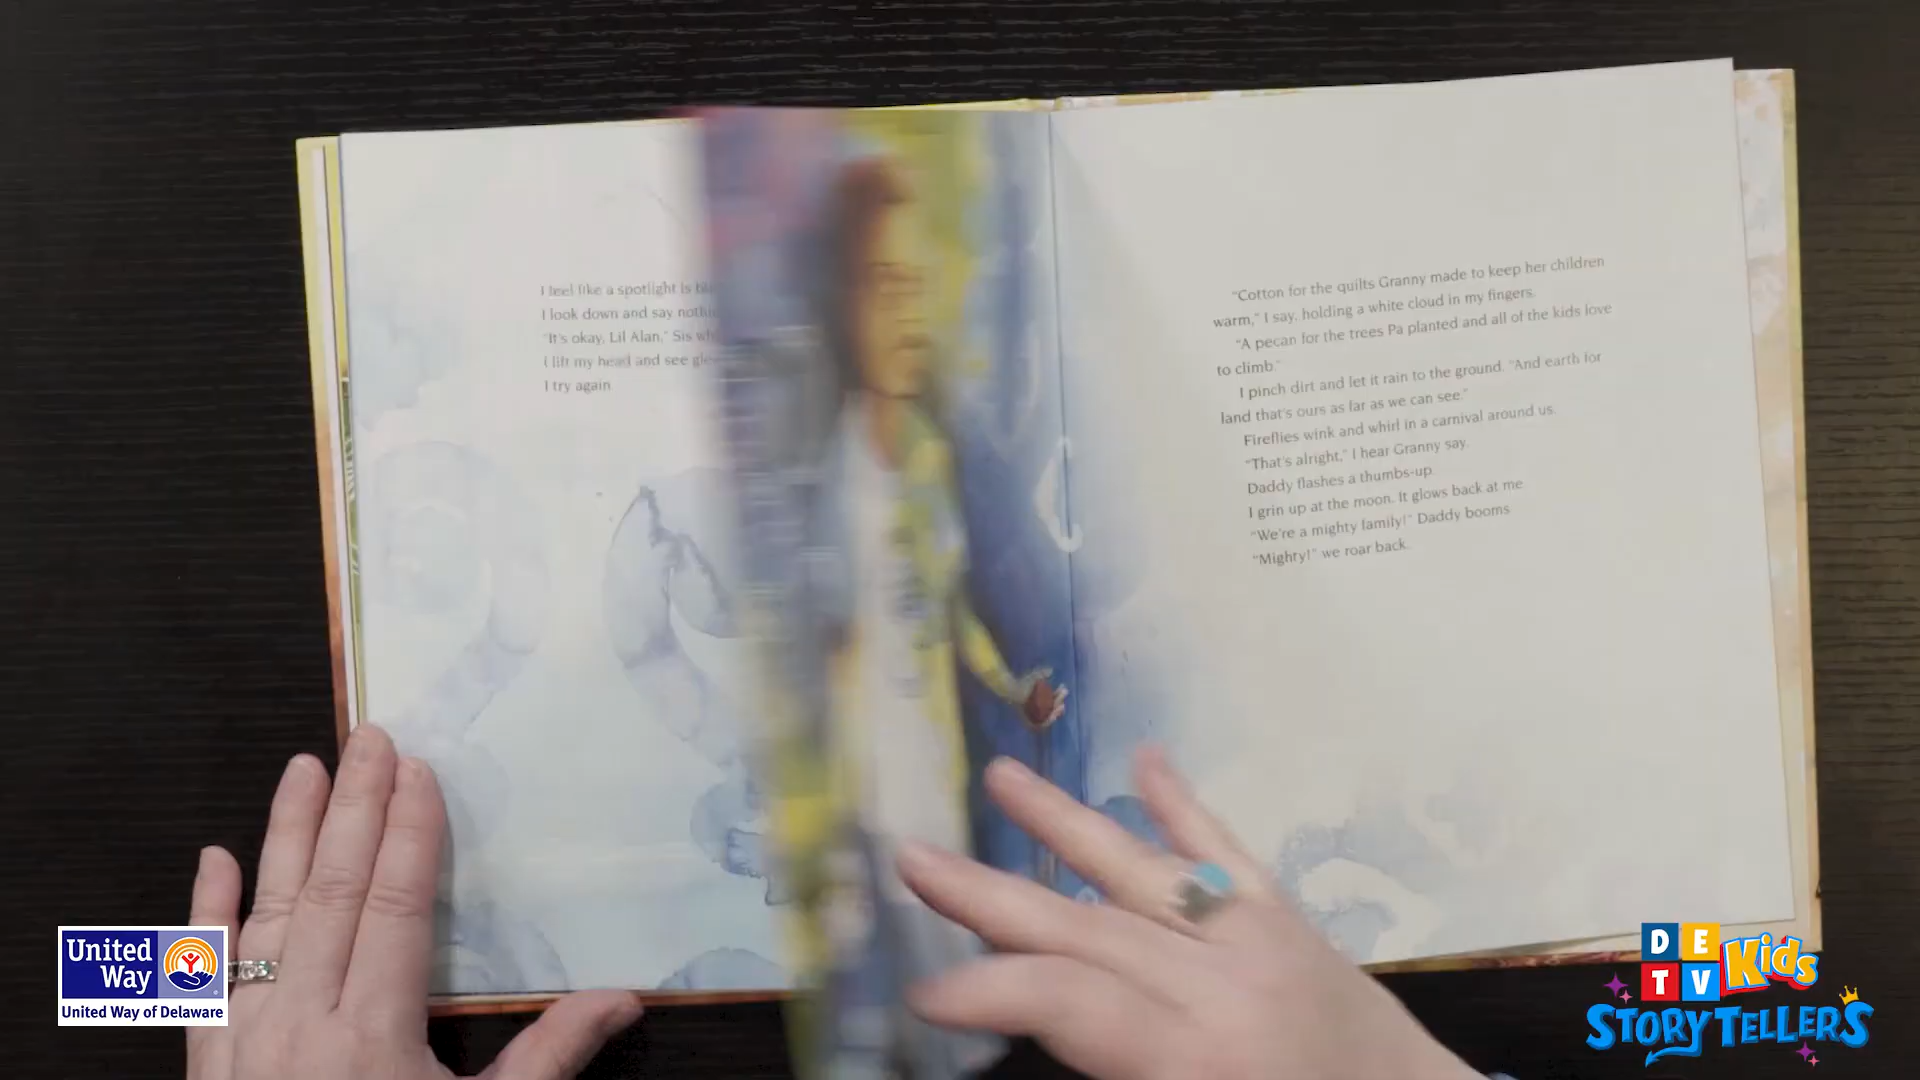 I feel like a spotlight is
I look down and say
"It's okay, Lil Alan." Sis
I lift my head and see
I try again
"Cotton for the quilts Granny made to keep her children
warm," I say, holding a white cloud in my fingers.
"A pecan for the trees Pa planted and all of the kids love
to climb."
I pinch dirt and let it rain to the ground. "And earth for
land that's ours as far as we can see."
Fireflies wink and whirl in a carnival around us.
"That's alright," I hear Granny say.
Daddy flashes a thumbs-up.
I grin up at the moon. It glows back at me
"We're a mighty family!" Daddy booms
"Mighty!" we roar back.
United
Way
United Way of Delaware
DE
TV Kids
STORYTELLERS